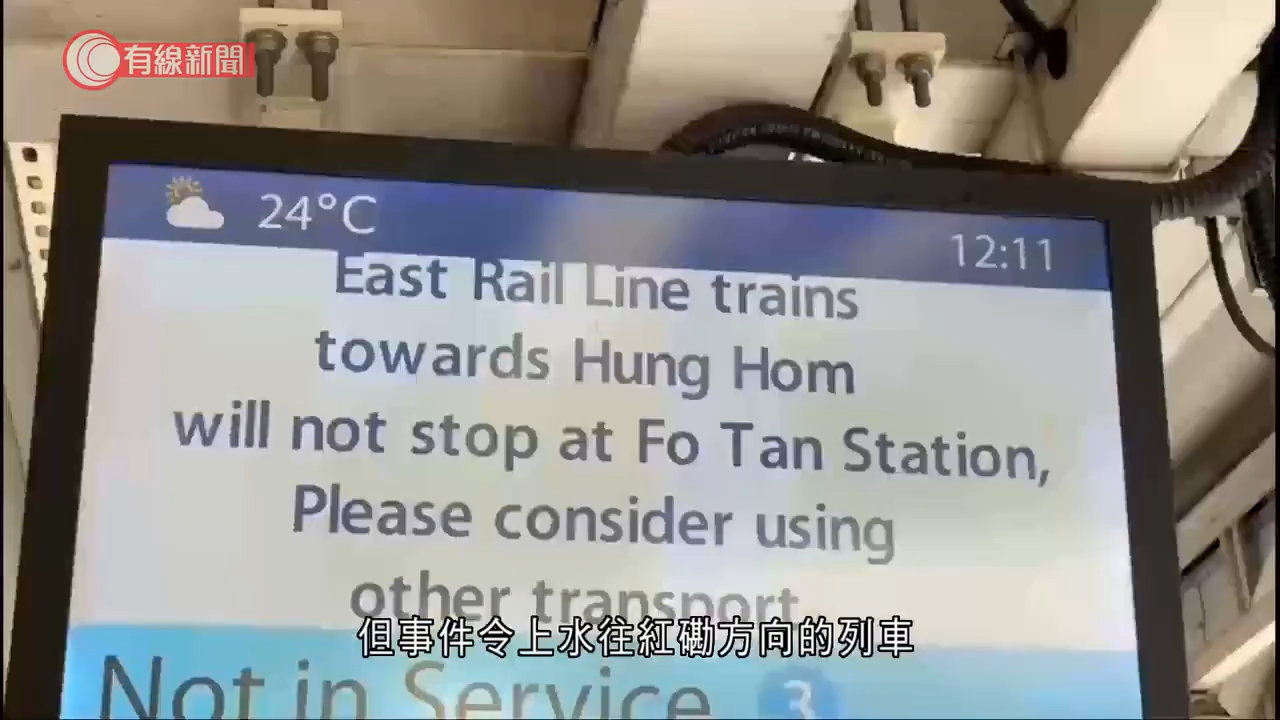 有線新聞
24°C
12:11
East Rail Line trains
towards Hung Hom
will not stop at Fo Tan Station,
Please consider using
other transport.
但事件令上水往紅磡方向的列車
Not in Service 3